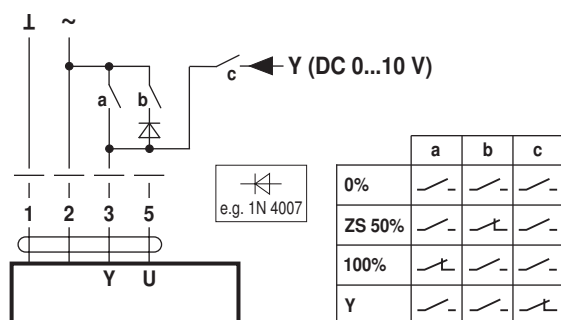 ⊥ ~
a b c Y (DC 0...10 V)
e.g. 1N 4007
1 2 3 5
Y U
a b c
0%
ZS 50%
100%
Y